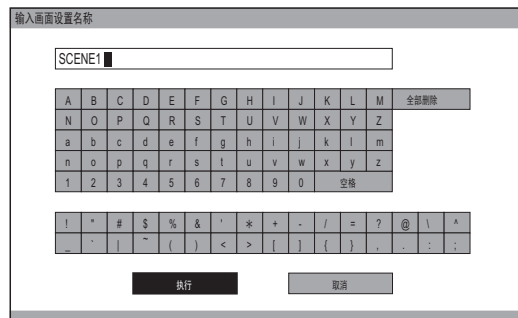 输入画面设置名称
SCENE1
A B C D E F G H I J K L M 全部删除
N O P Q R S T U V W X Y Z
a b c d e f g h i j k l m
n o p q r s t u v w x y z
1 2 3 4 5 6 7 8 9 0 空格
! " # $ % & ' * + - / = ? @ \ ^
_ ` | ~ ( ) < > [ ] { } , . : ;
执行 取消